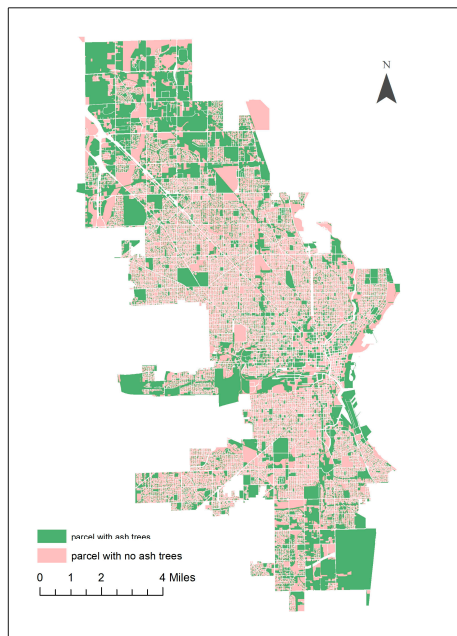 N
parcel with ash trees
parcel with no ash trees
0 1 2 4 Miles